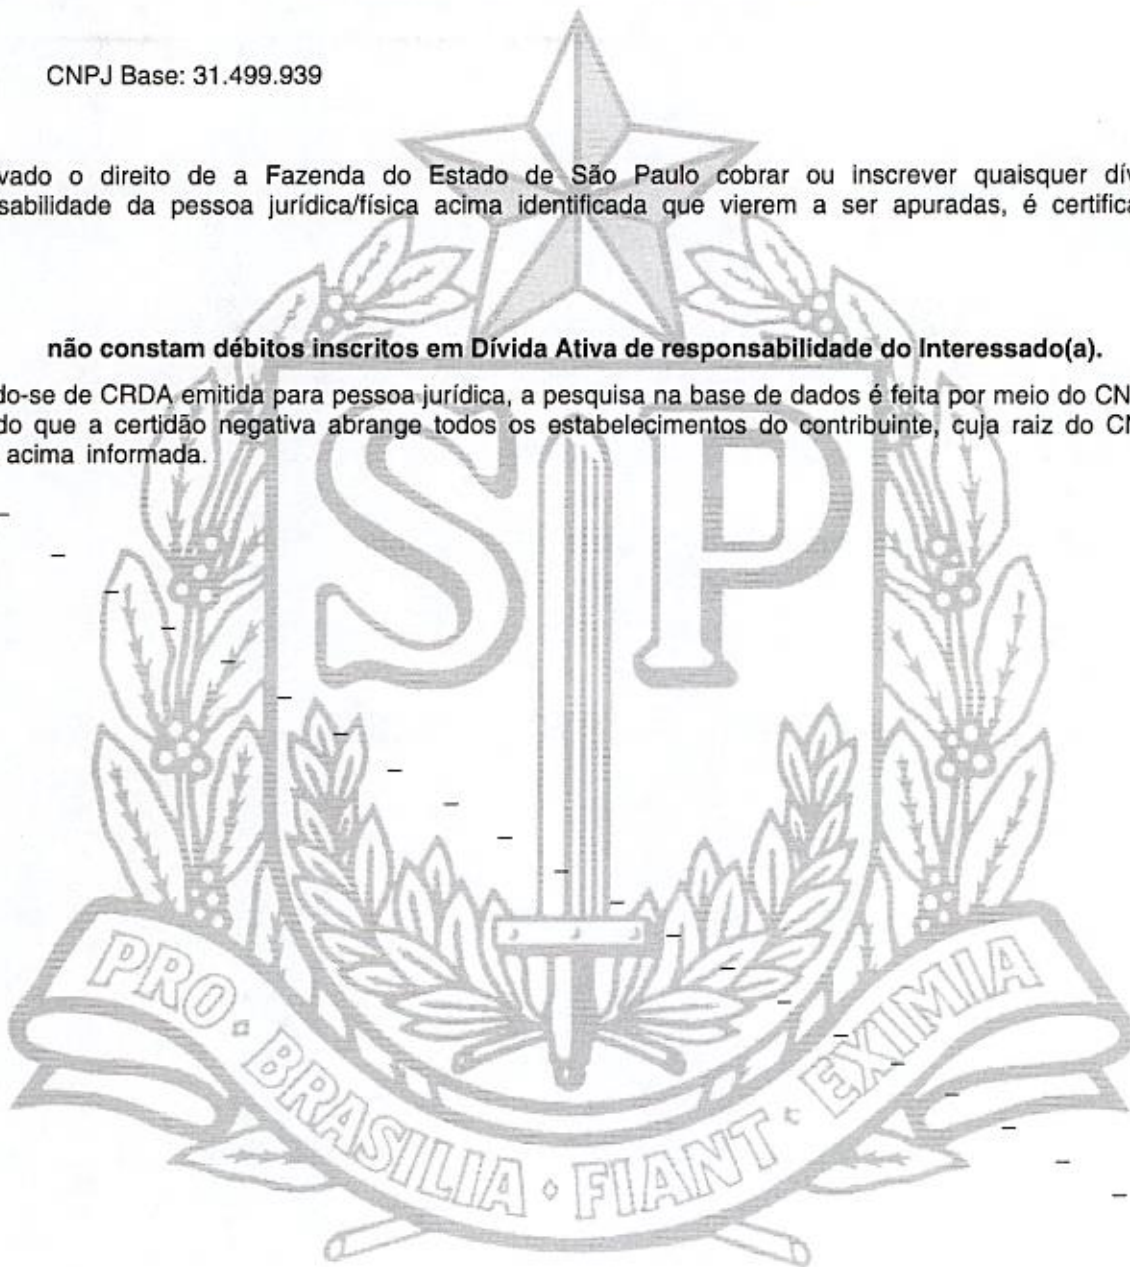 CNPJ Base: 31.499.939
vado o direito de a Fazenda do Estado de São Paulo cobrar ou inscrever quaisquer dív
sabilidade da pessoa jurídica/física acima identificada que vierem a ser apuradas, é certifica
não constam débitos inscritos em Dívida Ativa de responsabilidade do Interessado(a).
do-se de CRDA emitida para pessoa jurídica, a pesquisa na base de dados é feita por meio do CN
do que a certidão negativa abrange todos os estabelecimentos do contribuinte, cuja raiz do CN
acima informada.
SP
PRO · BRASILIA · FIANT · EXIMIA